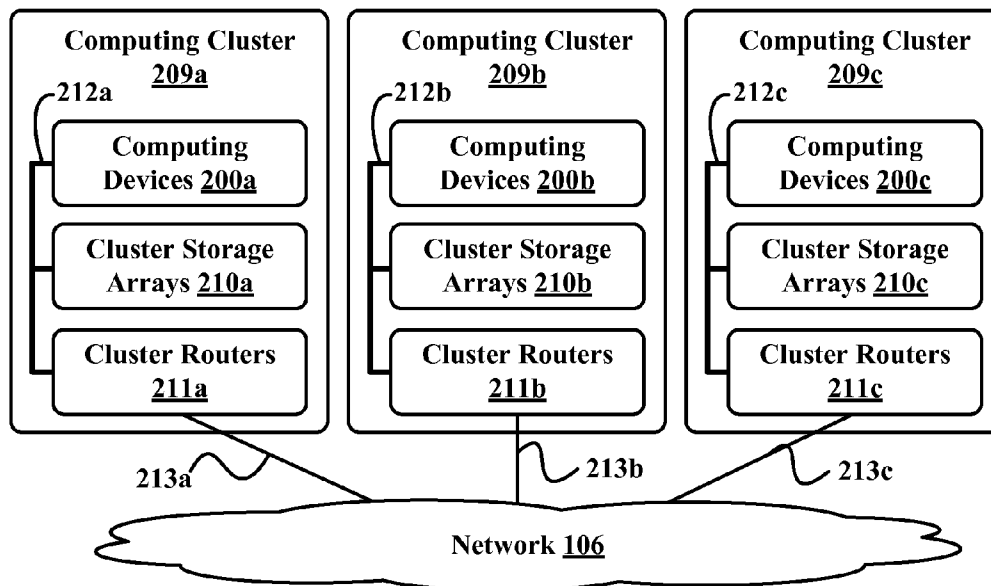 Computing Cluster
209a
212a
Computing
Devices 200a
Cluster Storage
Arrays 210a
Cluster Routers
211a
Computing Cluster
209b
212b
Computing
Devices 200b
Cluster Storage
Arrays 210b
Cluster Routers
211b
Computing Cluster
209c
212c
Computing
Devices 200c
Cluster Storage
Arrays 210c
Cluster Routers
211c
213a
213b
213c
Network 106